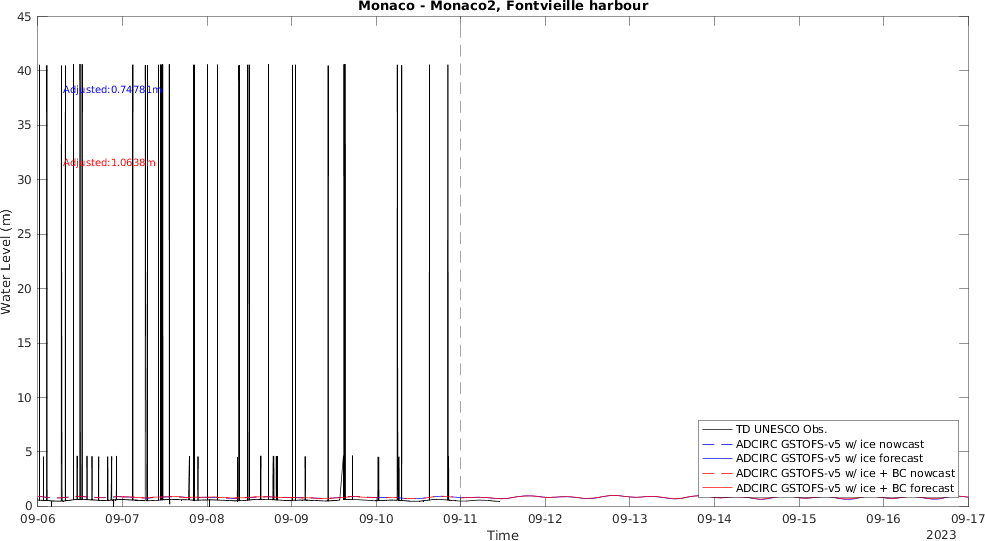 Monaco - Monaco2, Fontvieille harbour
45
40
35
30
25
20
15
10
5
0
Water Level (m)
Adjusted:0.74781m
Adjusted:1.0638m
TD UNESCO Obs.
ADCIRC GSTOFS-v5 w/ ice nowcast
ADCIRC GSTOFS-v5 w/ ice forecast
ADCIRC GSTOFS-v5 w/ ice + BC nowcast
ADCIRC GSTOFS-v5 w/ ice + BC forecast
09-06 09-07 09-08 09-09 09-10 09-11 09-12 09-13 09-14 09-15 09-16 09-17
Time
2023